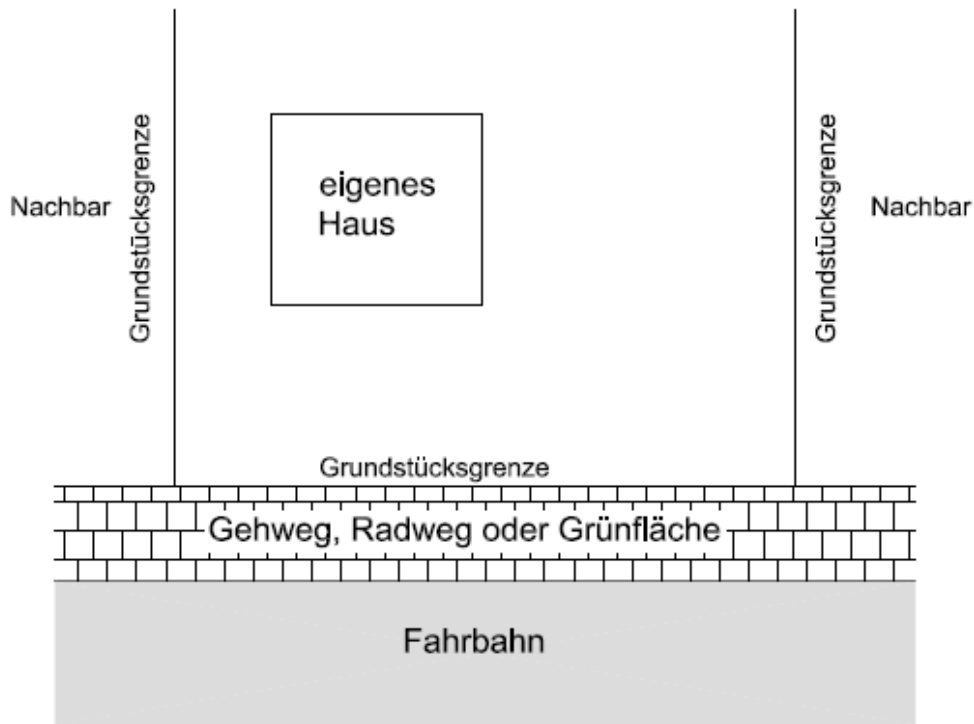 Nachbar
Grundstücksgrenze
eigenes
Haus
Grundstücksgrenze
Nachbar
Grundstücksgrenze
Gehweg, Radweg oder Grünfläche
Fahrbahn